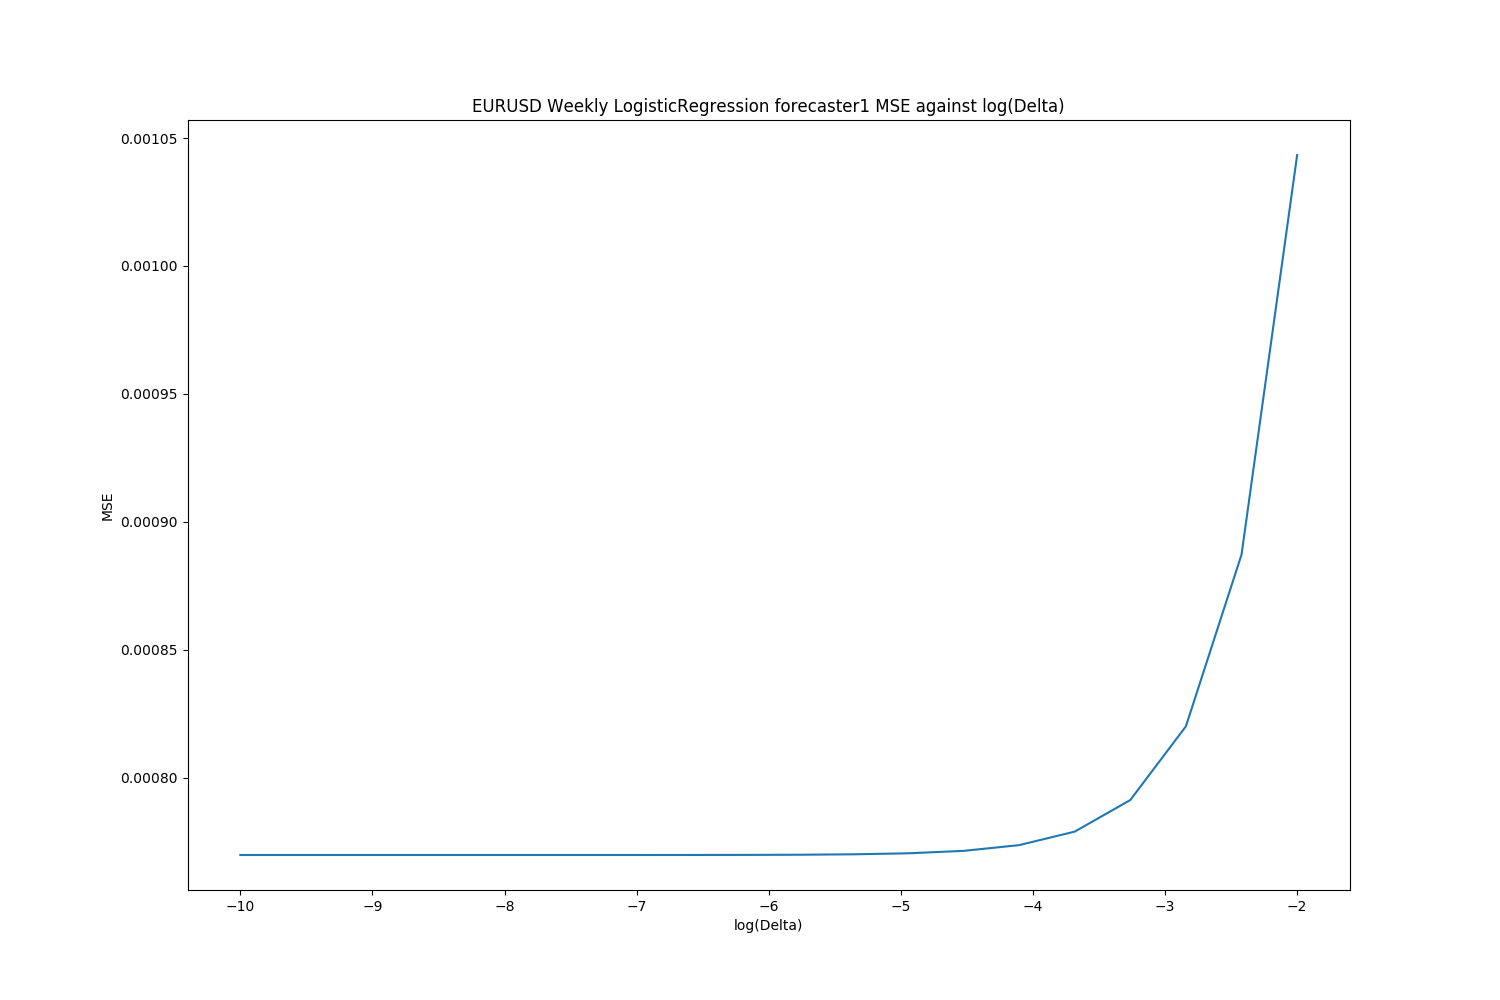 EURUSD Weekly LogisticRegression forecaster1 MSE against log(Delta)
0.00105
0.00100
0.00095
0.00090
0.00085
0.00080
MSE
−10 −9 −8 −7 −6 −5 −4 −3 −2
log(Delta)